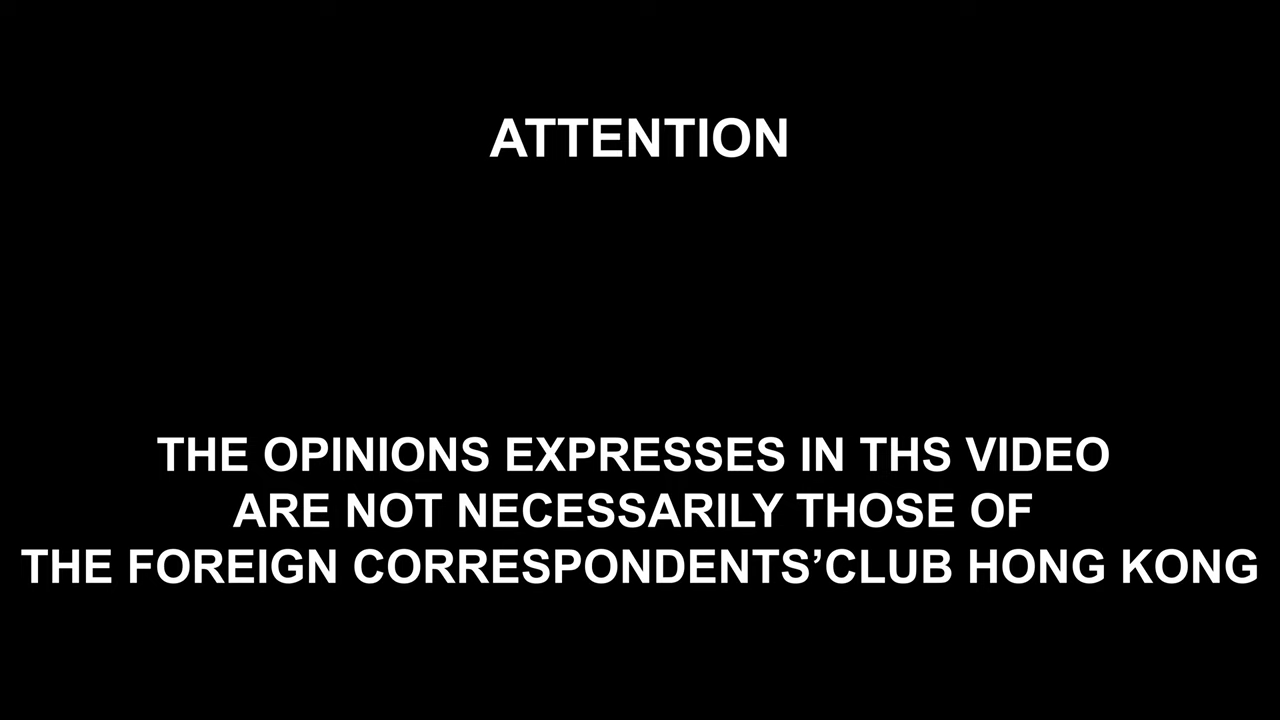 ATTENTION
THE OPINIONS EXPRESSES IN THS VIDEO
ARE NOT NECESSARILY THOSE OF
THE FOREIGN CORRESPONDENTS’CLUB HONG KONG